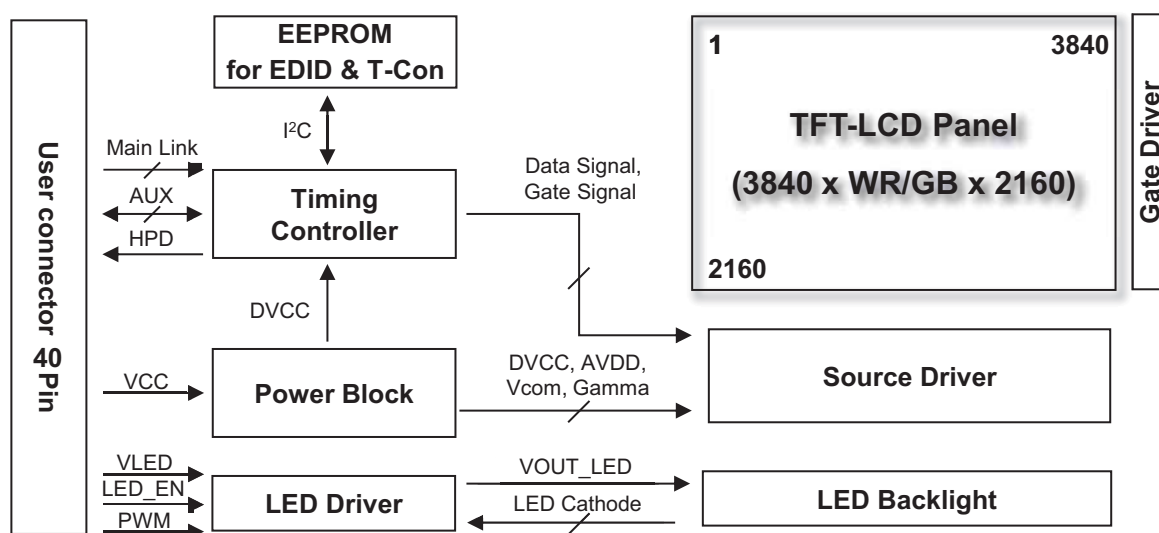 User connector 40 Pin
EEPROM
for EDID & T-Con
I²C
Main Link
AUX
HPD
Timing
Controller
Data Signal,
Gate Signal
1
3840
TFT-LCD Panel
(3840 x WR/GB x 2160)
2160
Gate Driver
DVCC
VCC
Power Block
DVCC, AVDD,
Vcom, Gamma
Source Driver
VLED
LED_EN
PWM
LED Driver
VOUT_LED
LED Cathode
LED Backlight